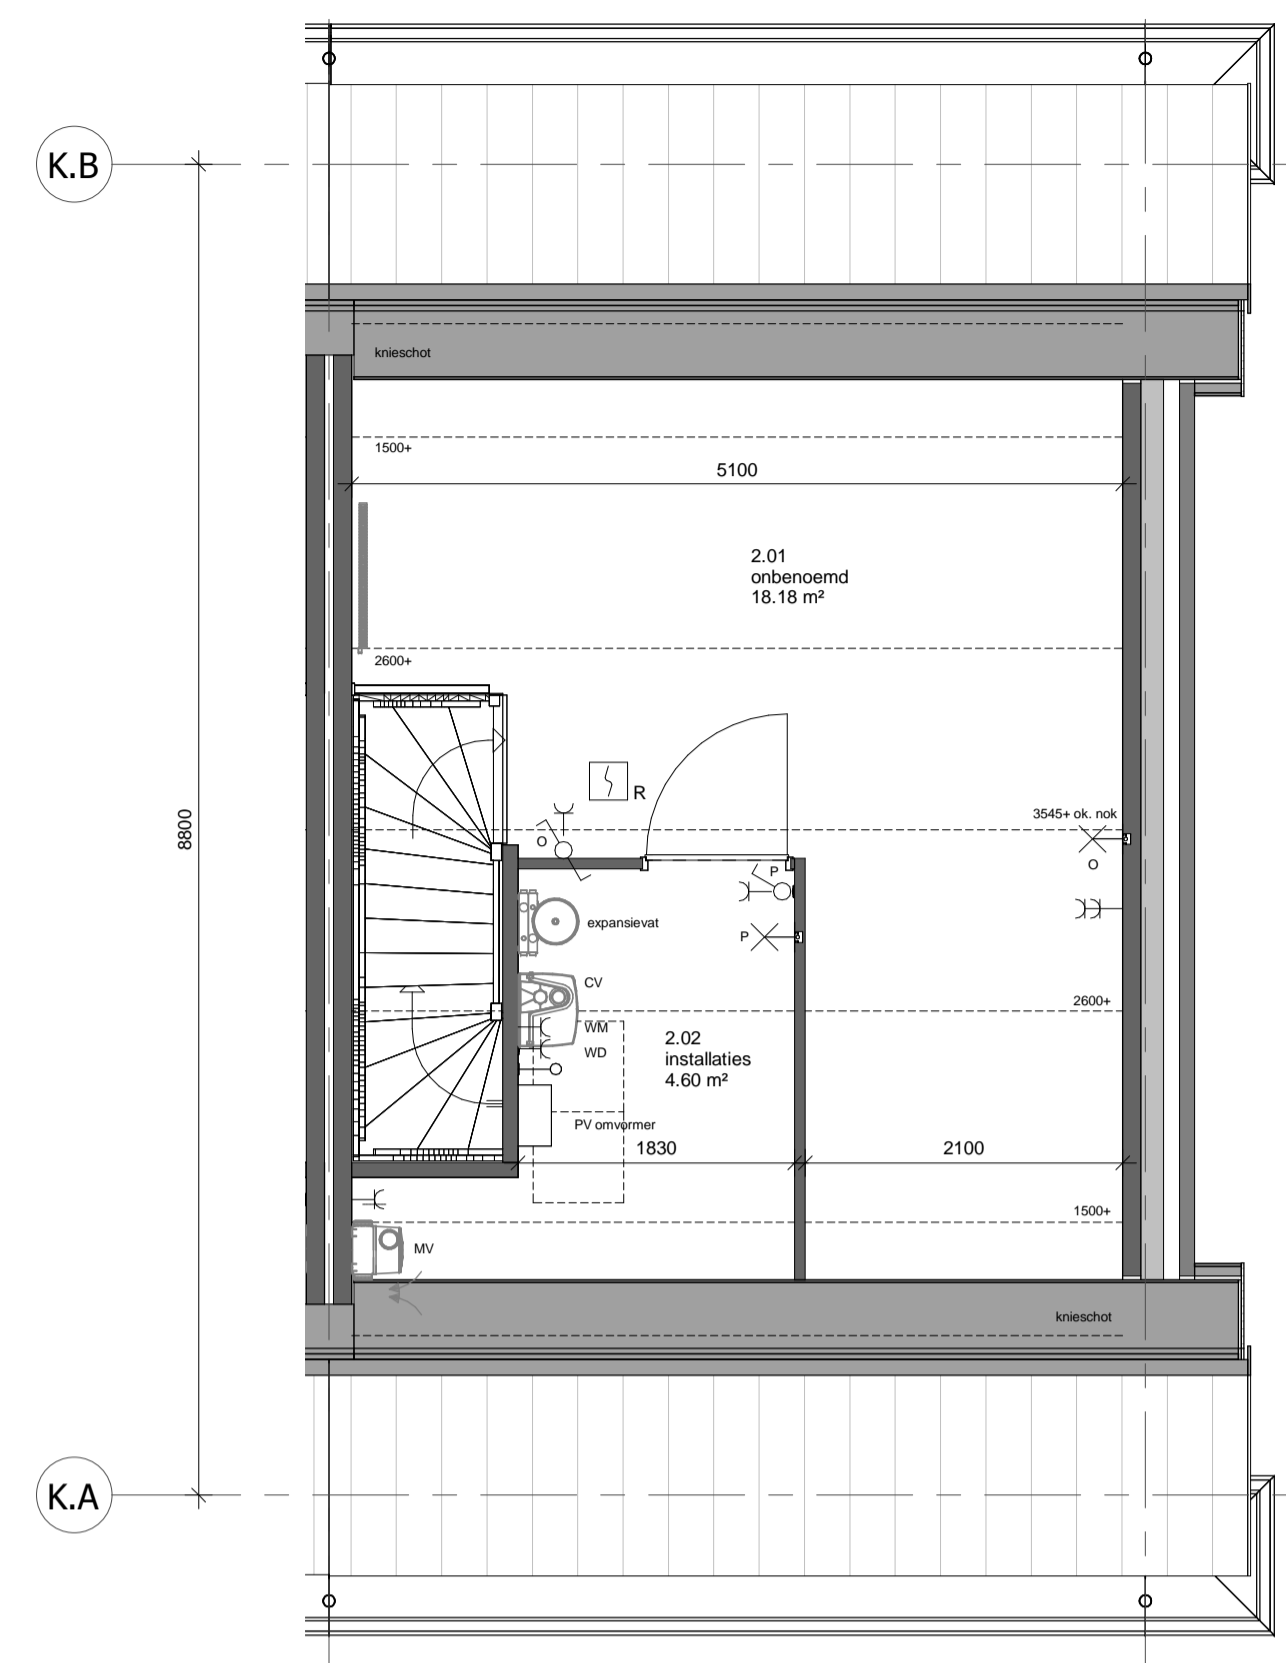 K.B
knieschot
1500+
5100
2.01
onbenoemd
18.18 m²
2600+
R
8800
3545+ ok. nok
O
O
P
P
expansievat
CV
2600+
WM
WD
2.02
installaties
4.60 m²
PV omvormer
1830
2100
1500+
MV
knieschot
K.A